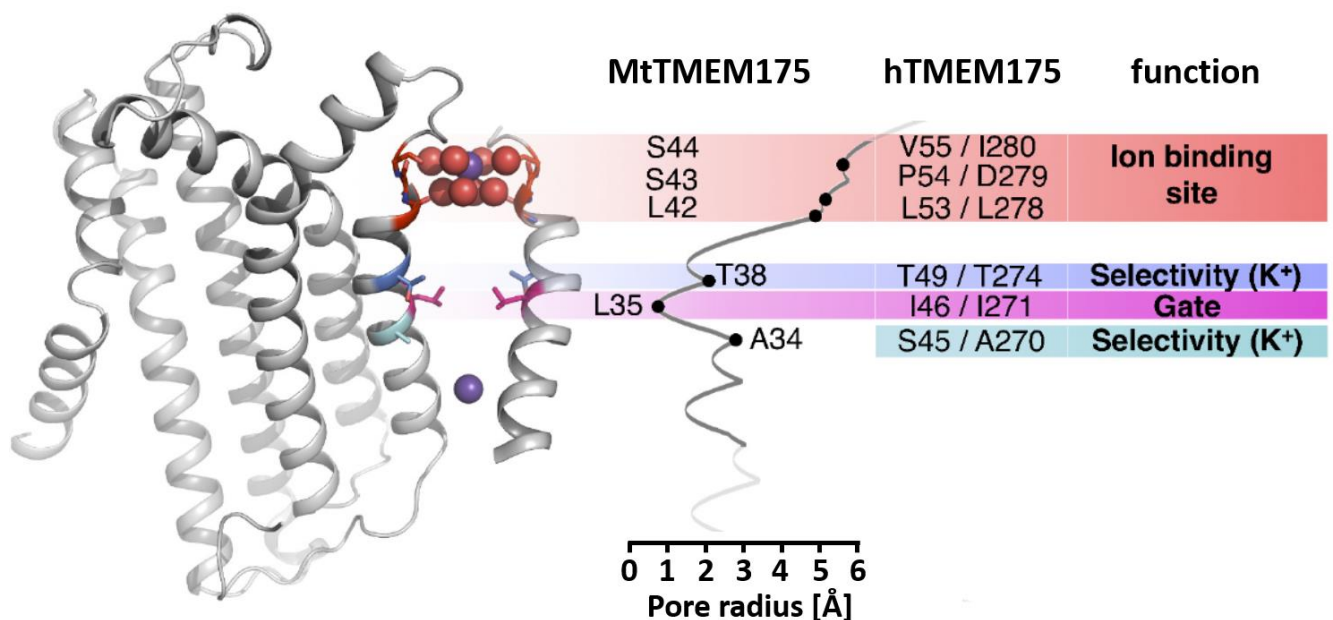 MtTMEM175 hTMEM175 function
S44 V55 / I280 Ion binding
S43 P54 / D279 site
L42 L53 / L278
T38 T49 / T274 Selectivity (K⁺)
L35 I46 / I271 Gate
A34 S45 / A270 Selectivity (K⁺)
0 1 2 3 4 5 6
Pore radius [Å]